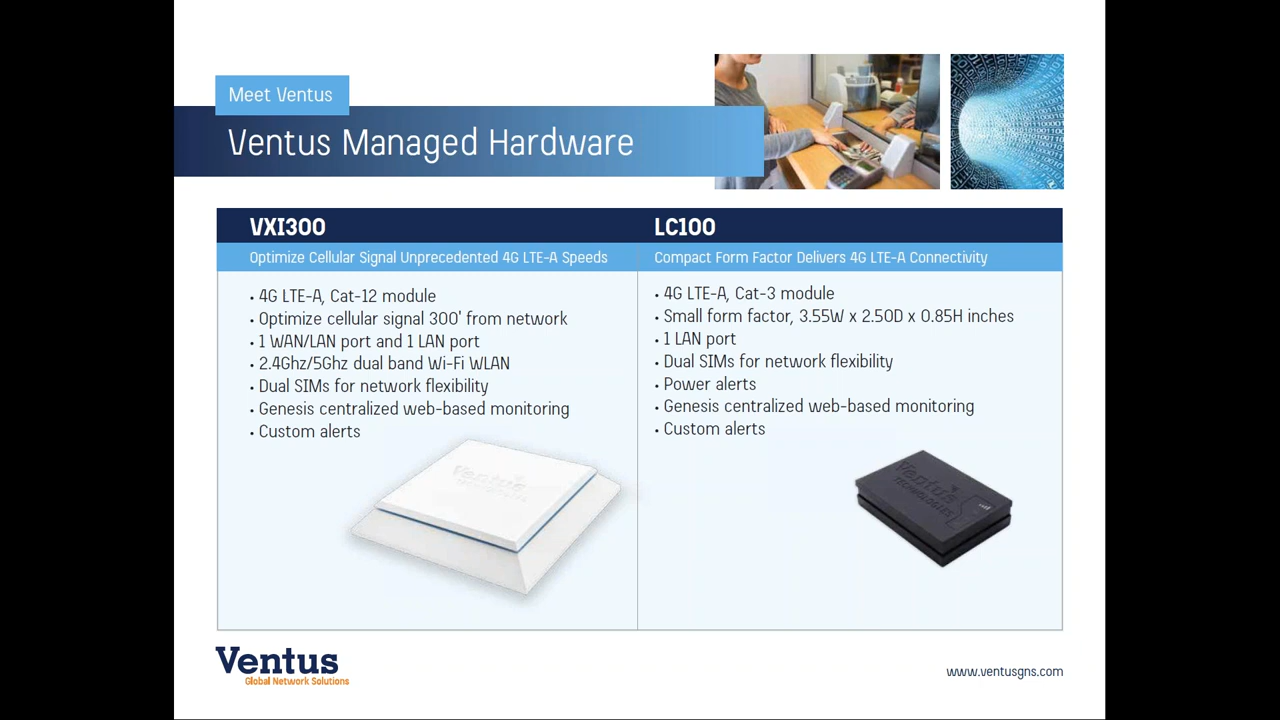 Meet Ventus
Ventus Managed Hardware
VXI300
Optimize Cellular Signal Unprecedented 4G LTE-A Speeds
• 4G LTE-A, Cat-12 module
• Optimize cellular signal 300' from network
• 1 WAN/LAN port and 1 LAN port
• 2.4Ghz/5Ghz dual band Wi-Fi WLAN
• Dual SIMs for network flexibility
• Genesis centralized web-based monitoring
• Custom alerts
Ventus
TECHNOLOGIES
LC100
Compact Form Factor Delivers 4G LTE-A Connectivity
• 4G LTE-A, Cat-3 module
• Small form factor, 3.55W x 2.50D x 0.85H inches
• 1 LAN port
• Dual SIMs for network flexibility
• Power alerts
• Genesis centralized web-based monitoring
• Custom alerts
Ventus
TECHNOLOGIES
Ventus
Global Network Solutions
www.ventusgns.com